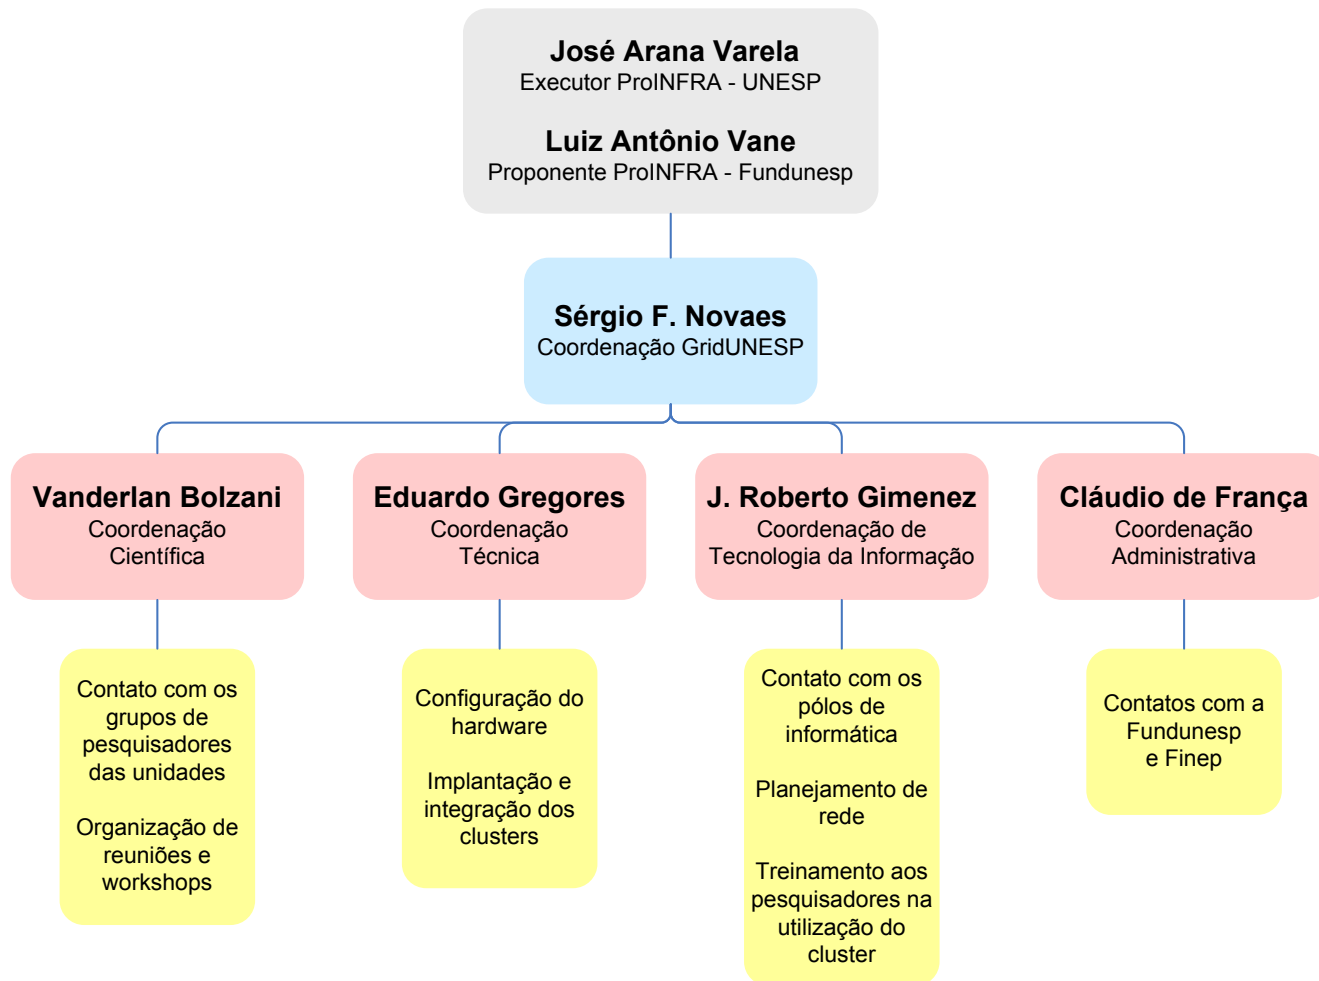 José Arana Varela
Executor ProINFRA - UNESP
Luiz Antônio Vane
Proponente ProINFRA - Fundunesp
Sérgio F. Novaes
Coordenação GridUNESP
Vanderlan Bolzani
Coordenação
Científica
Eduardo Gregores
Coordenação
Técnica
J. Roberto Gimenez
Coordenação de
Tecnologia da Informação
Cláudio de França
Coordenação
Administrativa
Contato com os
grupos de
pesquisadores
das unidades
Organização de
reuniões e
workshops
Configuração do
hardware
Implantação e
integração dos
clusters
Contato com os
pólos de
informática
Planejamento de
rede
Treinamento aos
pesquisadores na
utilização do
cluster
Contatos com a
Fundunesp
e Finep